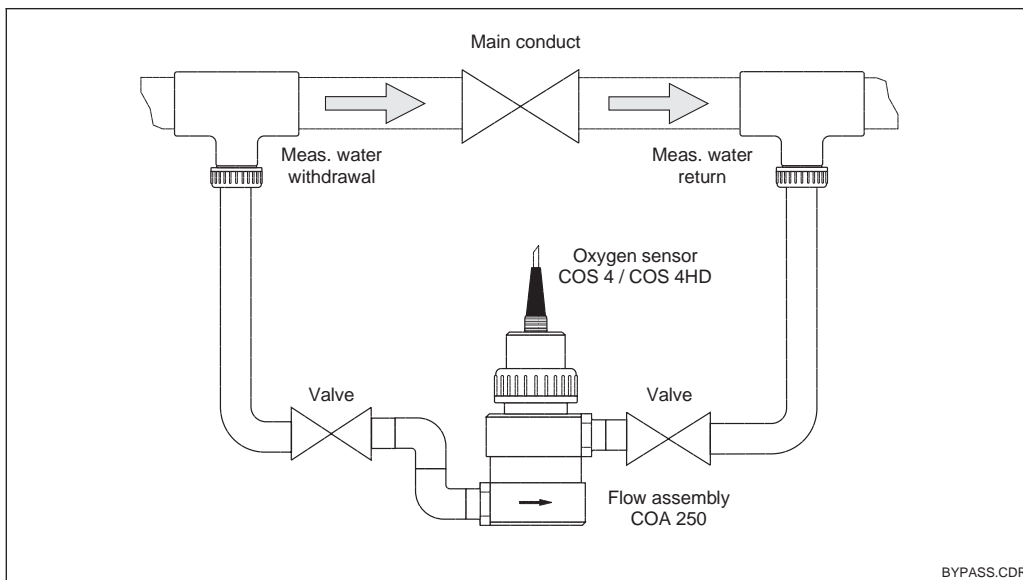 Main conduct
Meas. water
withdrawal
Meas. water
return
Oxygen sensor
COS 4 / COS 4HD
Valve
Valve
Flow assembly
COA 250
BYPASS.CDR